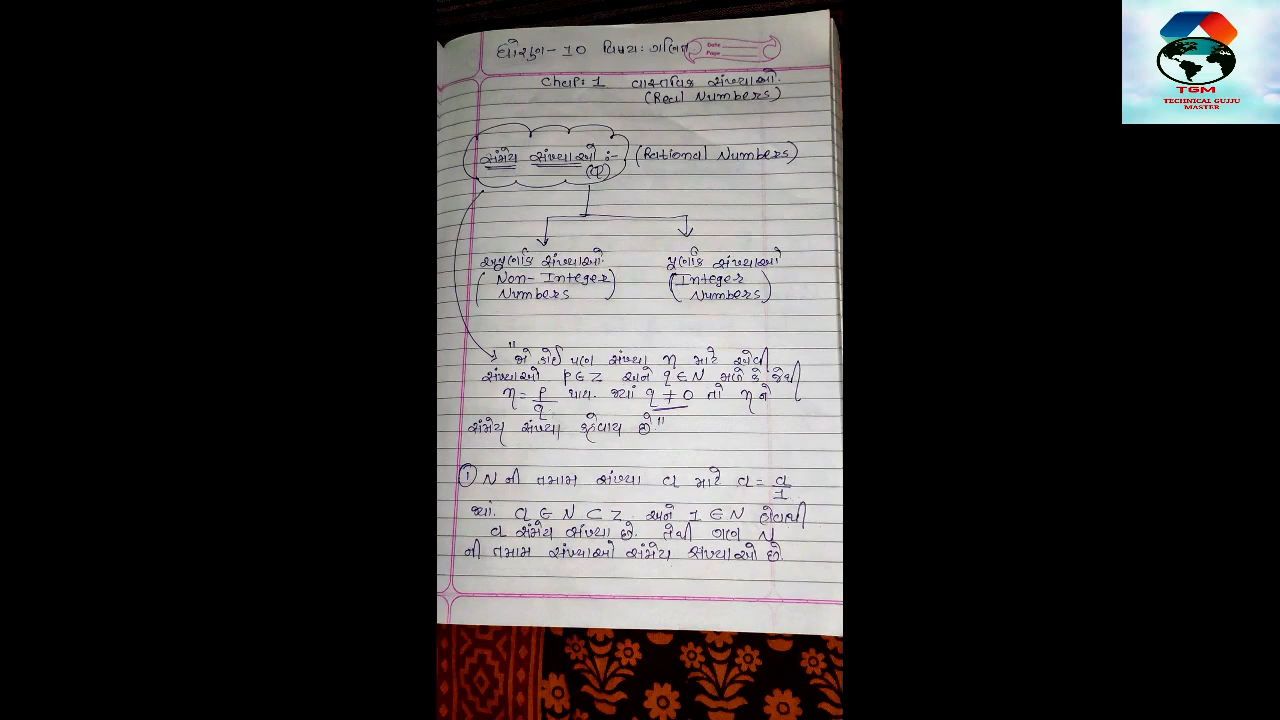 ધોરણ - 10 વિષય: ગણિત
Date
Page
Chap: 1 વાસ્તવિક સંખ્યાઓ.
(Real Numbers)
સંમેય સંખ્યાઓ :- (Rational Numbers)
અપૂર્ણાંક સંખ્યાઓ. પૂર્ણાંક સંખ્યાઓ
(Non-Integer Numbers) (Integer Numbers)
"જો કોઈ પણ સંખ્યા n માટે એવી
સંખ્યાઓ P∈Z અને q∈N મળે કે જેથી
n = P/q થાય. જ્યાં q ≠ 0 તો n ને
સંમેય સંખ્યા કહેવાય છે."
① N ની તમામ સંખ્યા a માટે a = a/1
જ્યાં. a ∈ N ⊂ Z. અને 1 ∈ N હોવાથી
a સંમેય સંખ્યા છે. તેથી ગણ N
ની તમામ સંખ્યાઓ સંમેય સંખ્યાઓ છે.
TGM
TECHNICAL GUJJU
MASTER